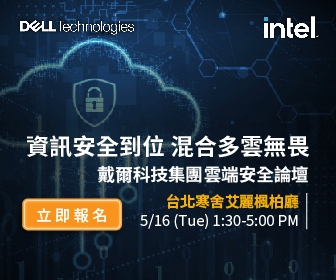 DELL Technologies
intel.
資訊安全到位 混合多雲無畏
戴爾科技集團雲端安全論壇
立即報名
台北寒舍艾麗楓柏廳
5/16 (Tue) 1:30-5:00 PM